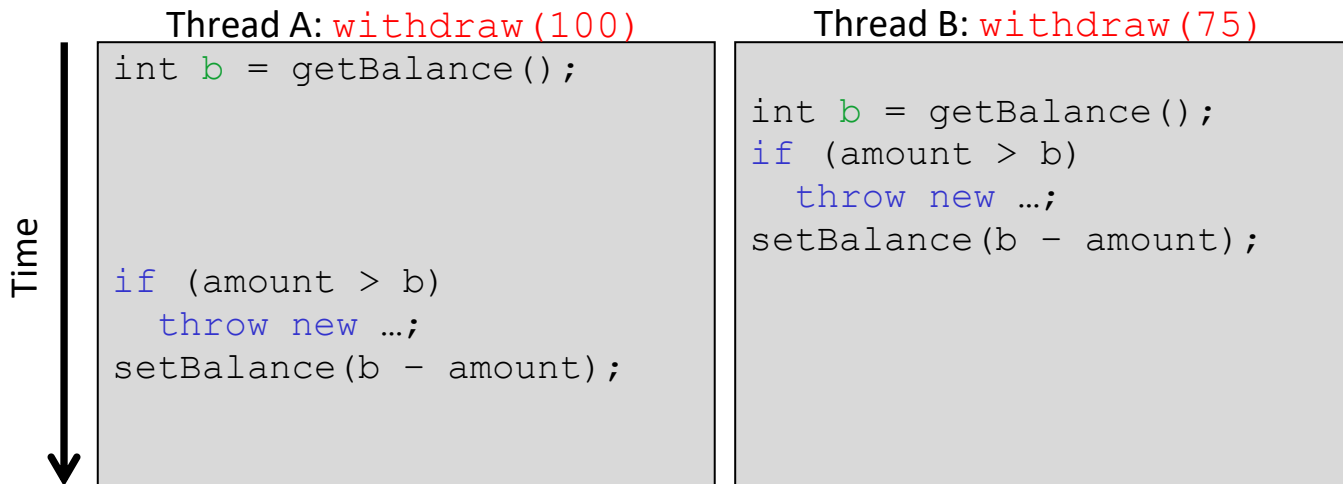 Thread A: withdraw(100)
int b = getBalance();
if (amount > b)
throw new …;
setBalance(b – amount);
Thread B: withdraw(75)
int b = getBalance();
if (amount > b)
throw new …;
setBalance(b – amount);
Time